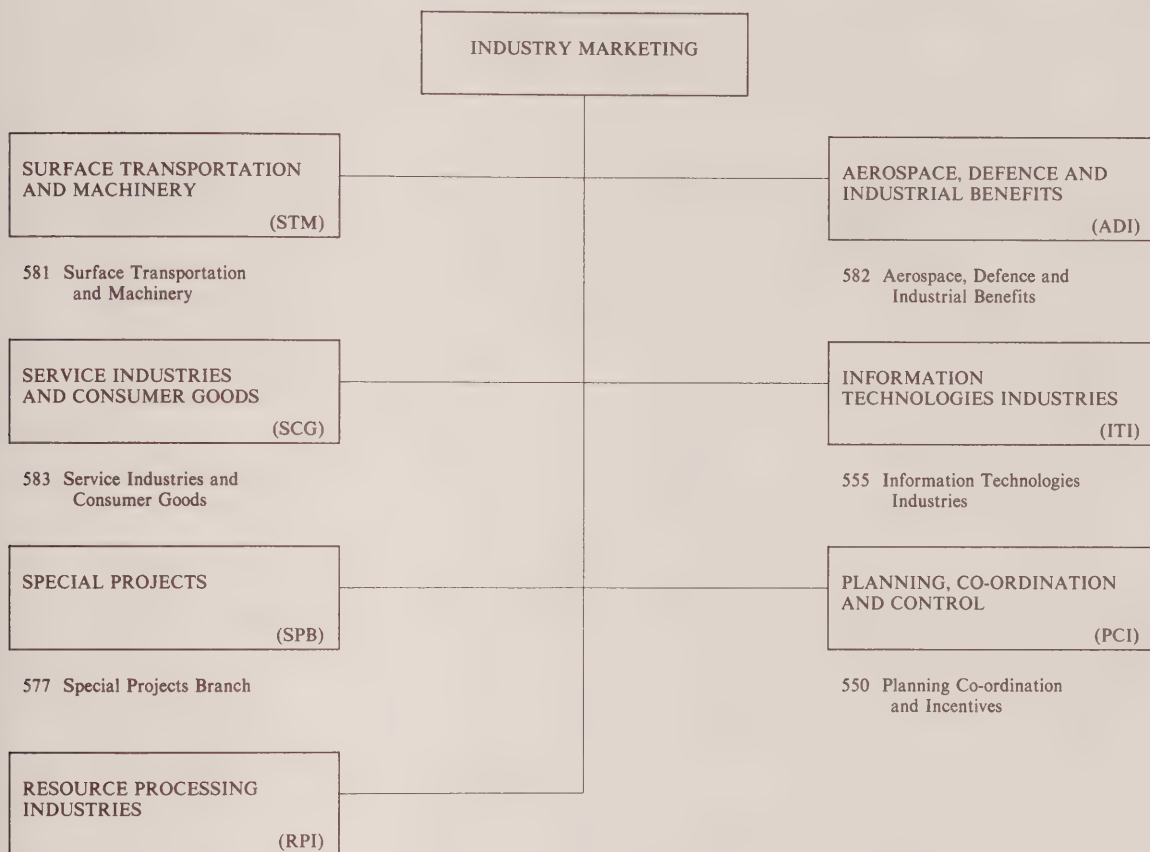 INDUSTRY MARKETING
SURFACE TRANSPORTATION
AND MACHINERY
(STM)
581 Surface Transportation
and Machinery
AEROSPACE, DEFENCE AND
INDUSTRIAL BENEFITS
(ADI)
582 Aerospace, Defence and
Industrial Benefits
SERVICE INDUSTRIES
AND CONSUMER GOODS
(SCG)
583 Service Industries and
Consumer Goods
INFORMATION
TECHNOLOGIES INDUSTRIES
(ITI)
555 Information Technologies
Industries
SPECIAL PROJECTS
(SPB)
577 Special Projects Branch
PLANNING, CO-ORDINATION
AND CONTROL
(PCI)
550 Planning Co-ordination
and Incentives
RESOURCE PROCESSING
INDUSTRIES
(RPI)